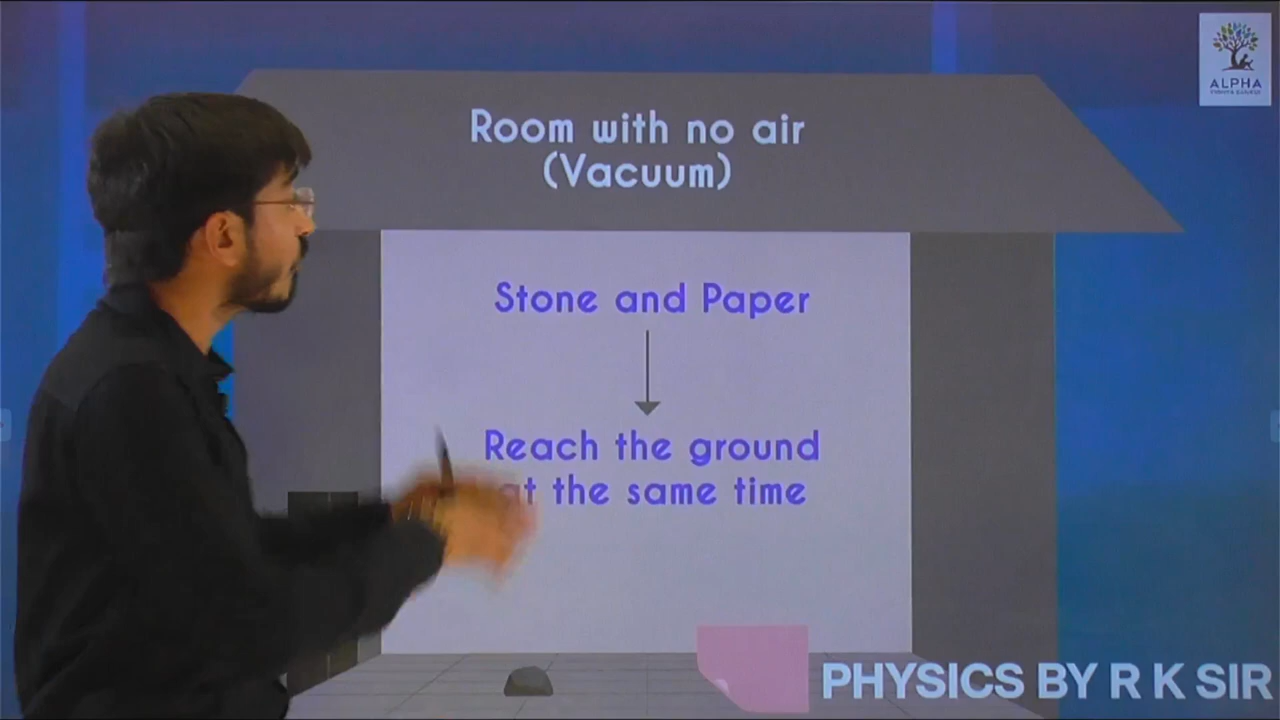 ALPHA
Room with no air
(Vacuum)
Stone and Paper
Reach the ground
at the same time
PHYSICS BY R K SIR